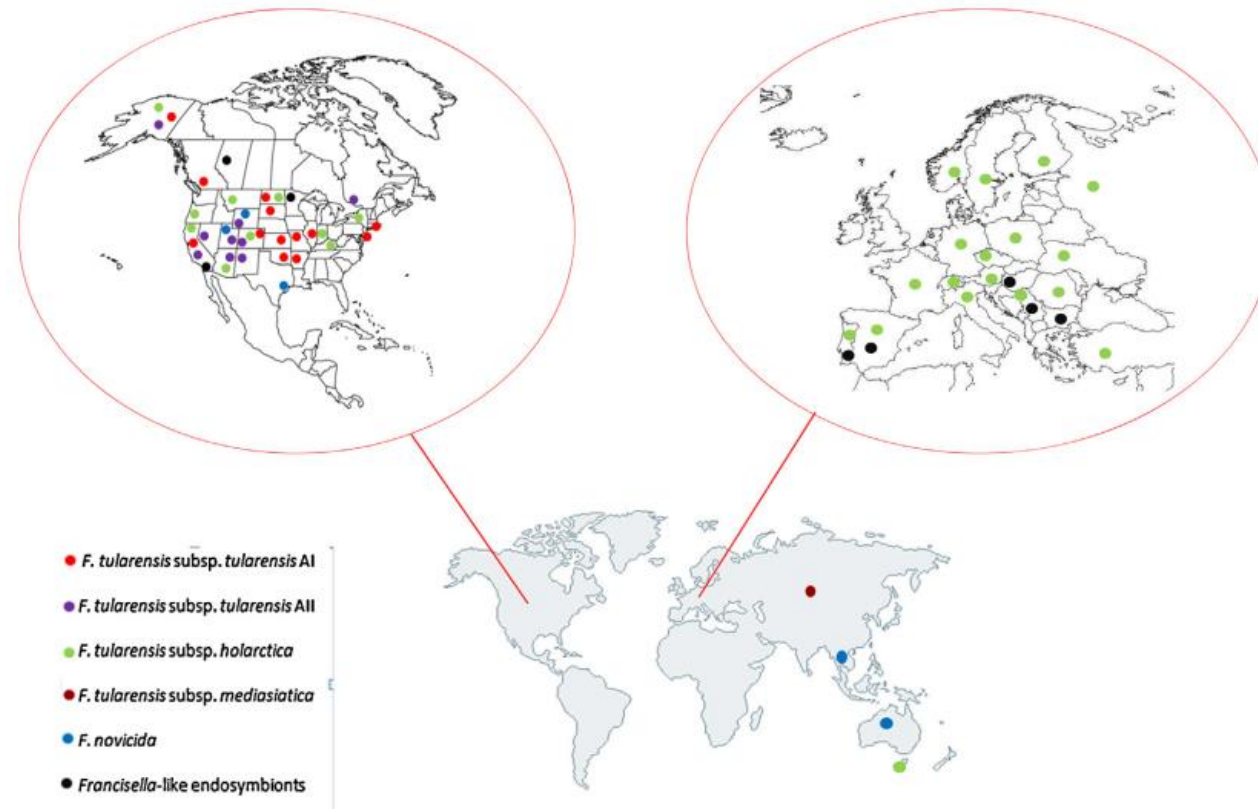 F. tularensis subsp. tularensis AI
F. tularensis subsp. tularensis AII
F. tularensis subsp. holarctica
F. tularensis subsp. mediasiatica
F. novicida
Francisella-like endosymbionts